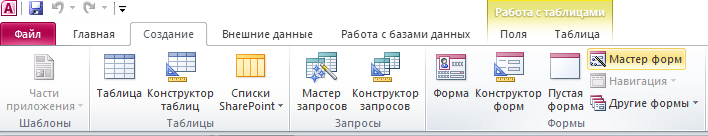 A
Работа с таблицами
Файл Главная Создание Внешние данные Работа с базами данных Поля Таблица
Части приложения
Таблица
Конструктор таблиц
Списки SharePoint
Мастер запросов
Конструктор запросов
Форма
Конструктор форм
Пустая форма
Мастер форм
Навигация
Другие формы
Шаблоны Таблицы Запросы Формы